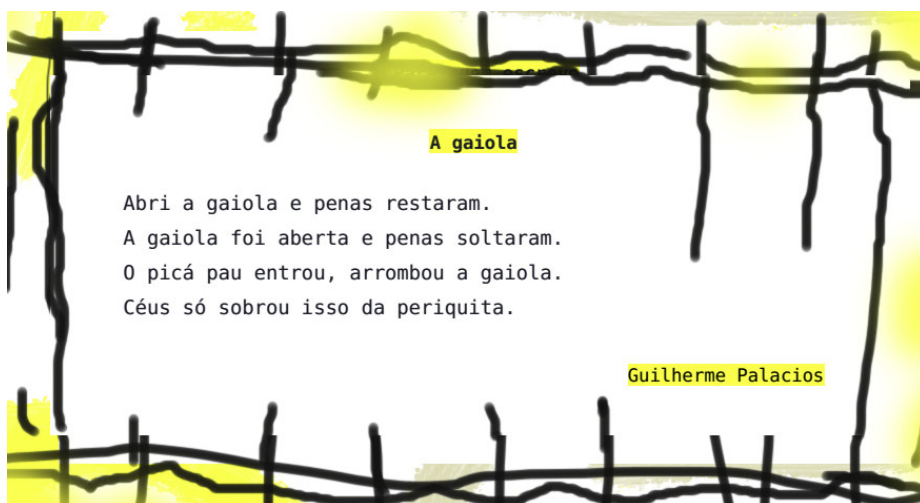 A gaiola
Abri a gaiola e penas restaram.
A gaiola foi aberta e penas soltaram.
O picá pau entrou, arrombou a gaiola.
Céus só sobrou isso da periquita.
Guilherme Palacios